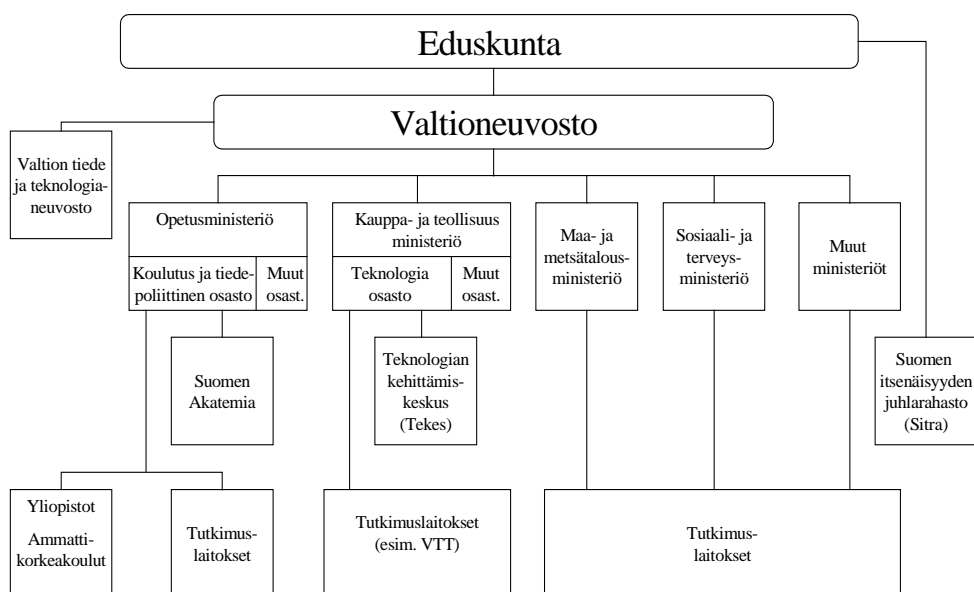 Eduskunta
Valtioneuvosto
Valtion tiede
ja teknologia-
neuvosto
Opetusministeriö
Koulutus ja tiede-
poliittinen osasto
Muut
osast.
Kauppa- ja teollisuus
ministeriö
Teknologia
osasto
Muut
osast.
Maa- ja
metsätalous-
ministeriö
Sosiaali- ja
terveys-
ministeriö
Muut
ministeriöt
Suomen
Akatemia
Teknologian
kehittämis-
keskus
(Tekes)
Suomen
itsenäisyyden
juhlarahasto
(Sitra)
Yliopistot
Ammatti-
korkeakoulut
Tutkimus-
laitokset
Tutkimuslaitokset
(esim. VTT)
Tutkimus-
laitokset